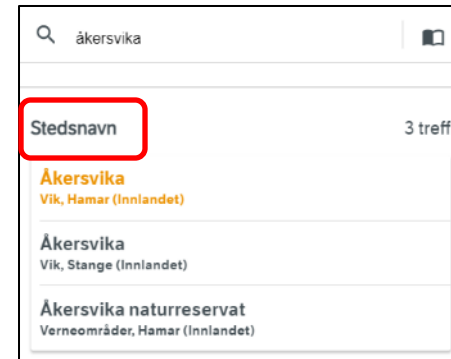 åkersvika
Stedsnavn 3 treff
Åkersvika
Vik, Hamar (Innlandet)
Åkersvika
Vik, Stange (Innlandet)
Åkersvika naturreservat
Verneområder, Hamar (Innlandet)